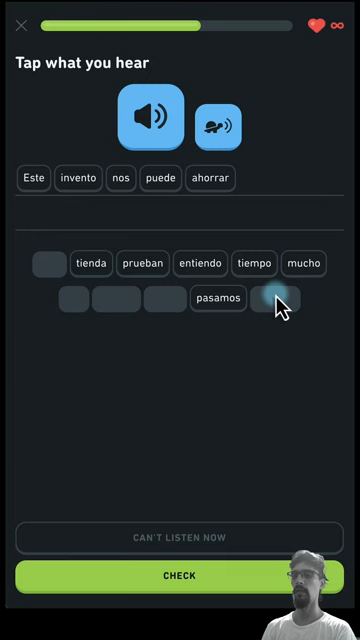 Tap what you hear
Este invento nos puede ahorrar
tienda prueban entiendo tiempo mucho
pasamos
CAN'T LISTEN NOW
CHECK